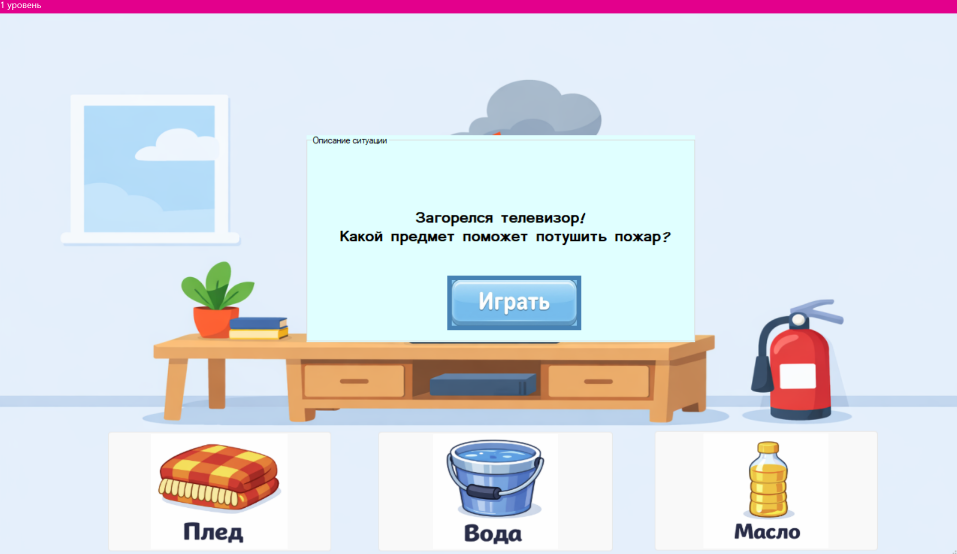 1 уровень
Описание ситуации
Загорелся телевизор!
Какой предмет поможет потушить пожар?
Играть
Плед
Вода
Масло